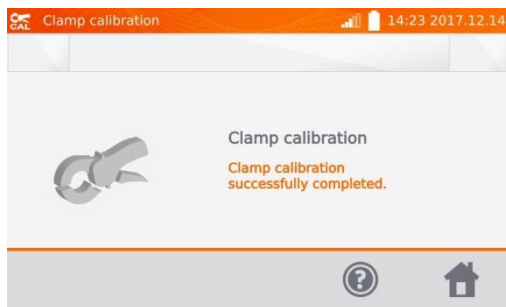 CAL
Clamp calibration
14:23 2017.12.14
Clamp calibration
Clamp calibration
successfully completed.
?